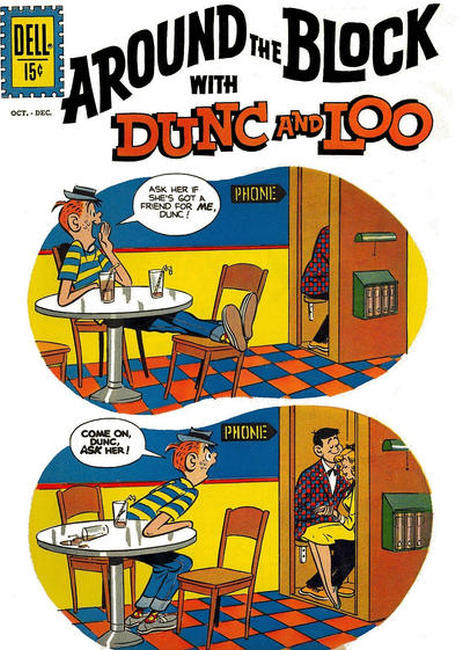 DELL
15¢
OCT. - DEC.
AROUND THE BLOCK
WITH
DUNC AND LOO
ASK HER IF
SHE'S GOT A
FRIEND FOR ME,
DUNC!
PHONE
COME ON,
DUNC,
ASK HER!
PHONE